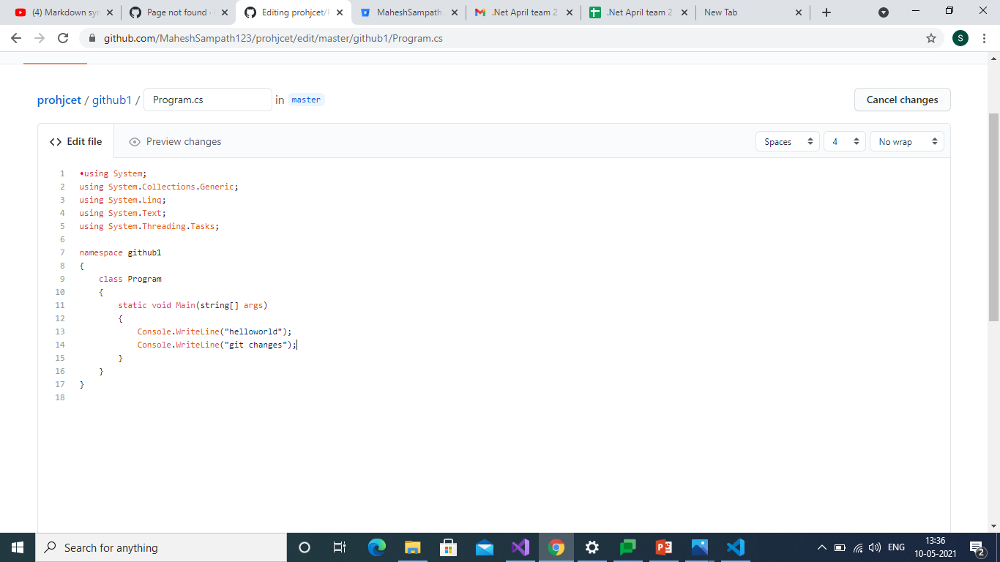 (4) Markdown syn
Page not found ·
Editing prohjcet/P
MaheshSampath
.Net April team 2
.Net April team 2
New Tab
github.com/MaheshSampath123/prohjcet/edit/master/github1/Program.cs
S
prohjcet / github1 / Program.cs in master
Cancel changes
<> Edit file
Preview changes
Spaces
4
No wrap
1 •using System;
2 using System.Collections.Generic;
3 using System.Linq;
4 using System.Text;
5 using System.Threading.Tasks;
6
7 namespace github1
8 {
9     class Program
10     {
11         static void Main(string[] args)
12         {
13             Console.WriteLine("helloworld");
14             Console.WriteLine("git changes");
15         }
16     }
17 }
18
Search for anything
ENG
13:36
10-05-2021
2